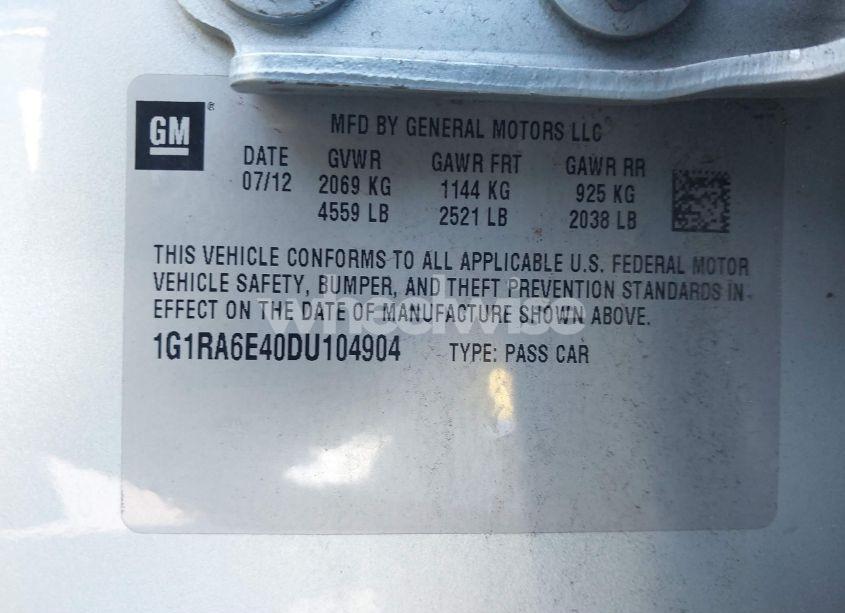 GM ®
MFD BY GENERAL MOTORS LLC
DATE GVWR GAWR FRT GAWR RR
07/12 2069 KG 1144 KG 925 KG
4559 LB 2521 LB 2038 LB
THIS VEHICLE CONFORMS TO ALL APPLICABLE U.S. FEDERAL MOTOR
VEHICLE SAFETY, BUMPER, AND THEFT PREVENTION STANDARDS IN
EFFECT ON THE DATE OF MANUFACTURE SHOWN ABOVE.
wheelwise
1G1RA6E40DU104904 TYPE: PASS CAR